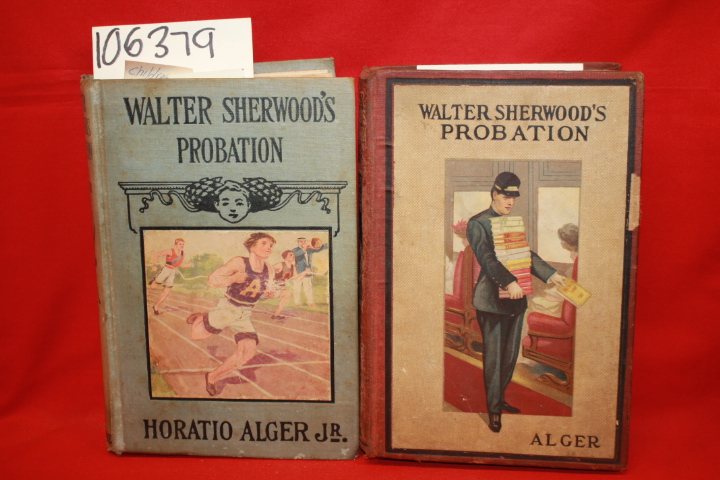 106379
WALTER SHERWOOD'S
PROBATION
A
HORATIO ALGER JR.
WALTER SHERWOOD'S
PROBATION
ALGER